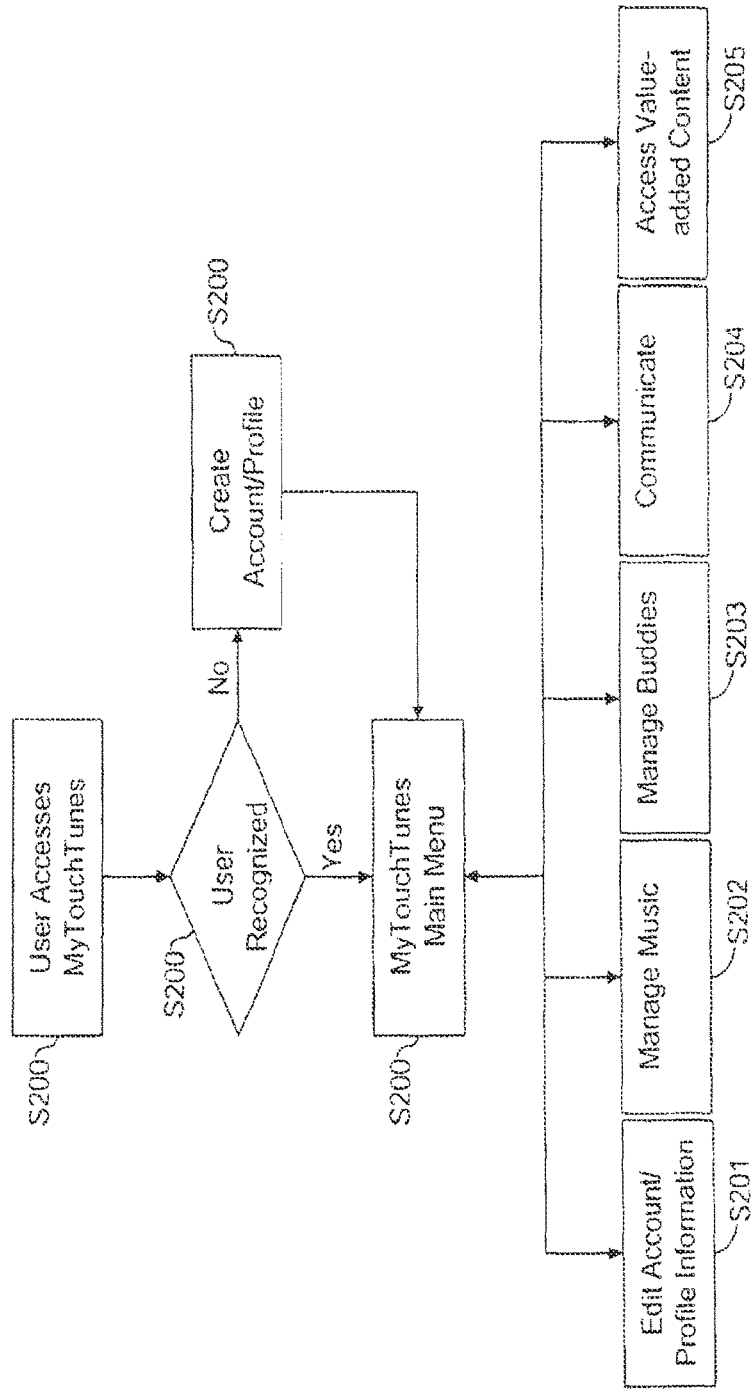 User Accesses
MyTouchTunes
S200
User
Recognized
S200
No
Yes
Create
Account/Profile
S200
MyTouchTunes
Main Menu
S200
Edit Account/
Profile Information
S201
Manage Music
S202
Manage Buddies
S203
Communicate
S204
Access Value-
added Content
S205